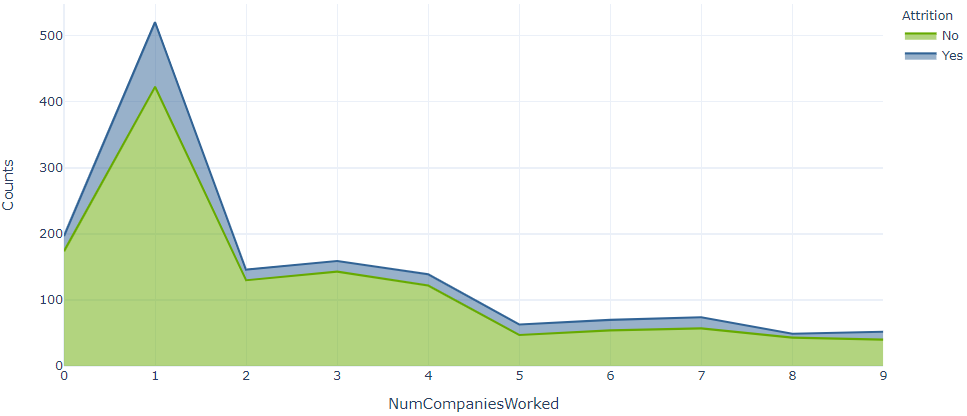 Attrition
No
Yes
500
400
300
200
100
0
Counts
0 1 2 3 4 5 6 7 8 9
NumCompaniesWorked